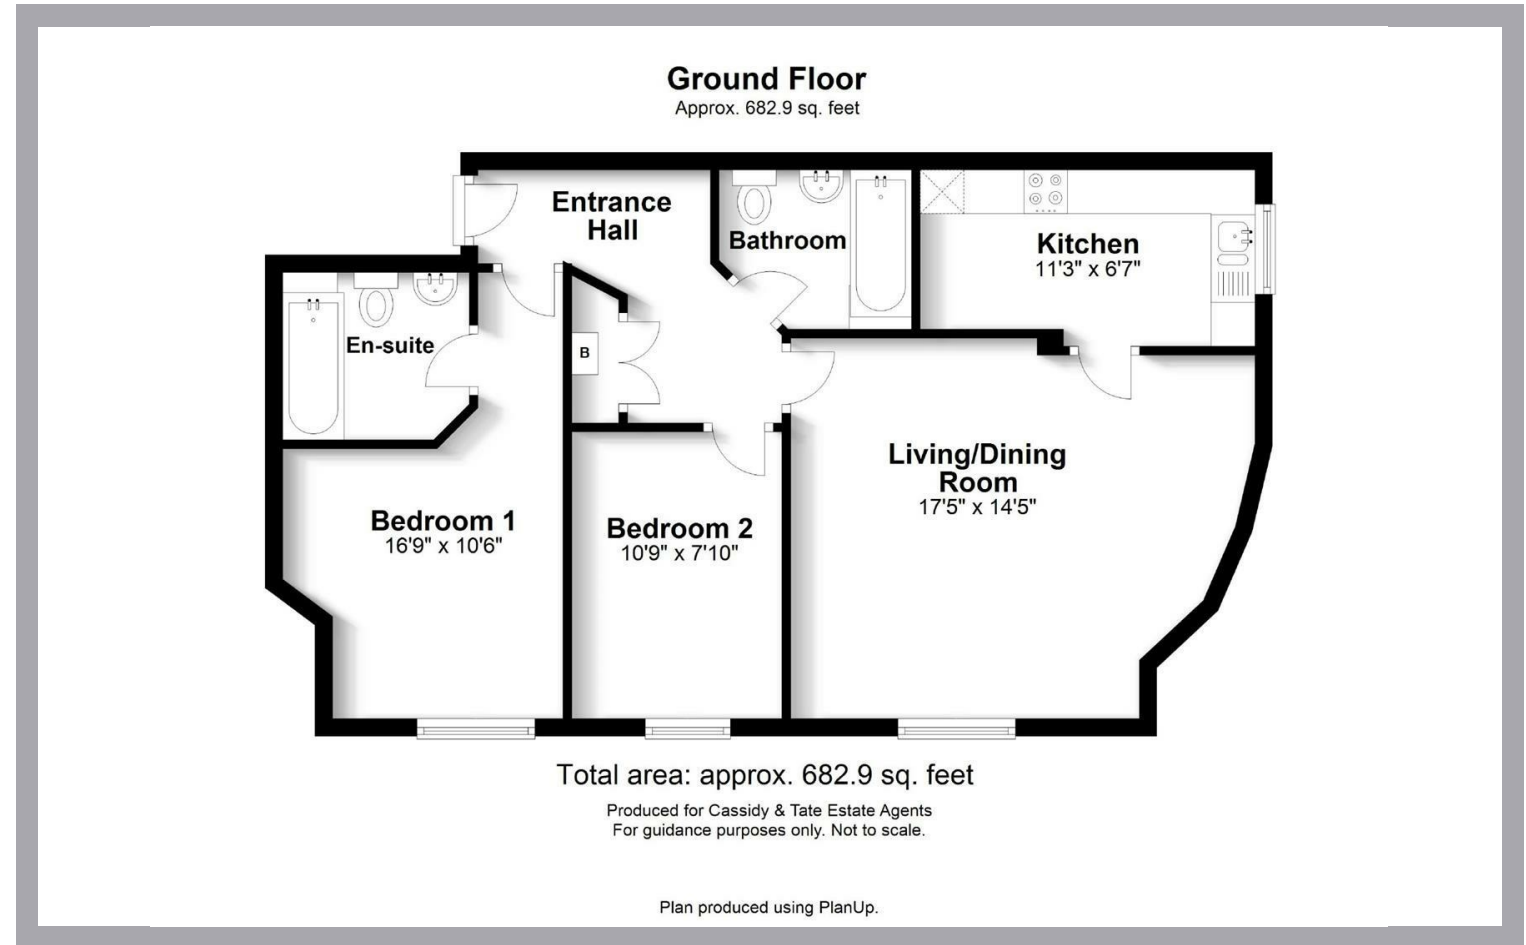 Ground Floor
Approx. 682.9 sq. feet
Entrance
Hall
Bathroom
Kitchen
11'3" x 6'7"
En-suite
B
Living/Dining
Room
17'5" x 14'5"
Bedroom 1
16'9" x 10'6"
Bedroom 2
10'9" x 7'10"
Total area: approx. 682.9 sq. feet
Produced for Cassidy & Tate Estate Agents
For guidance purposes only. Not to scale.
Plan produced using PlanUp.